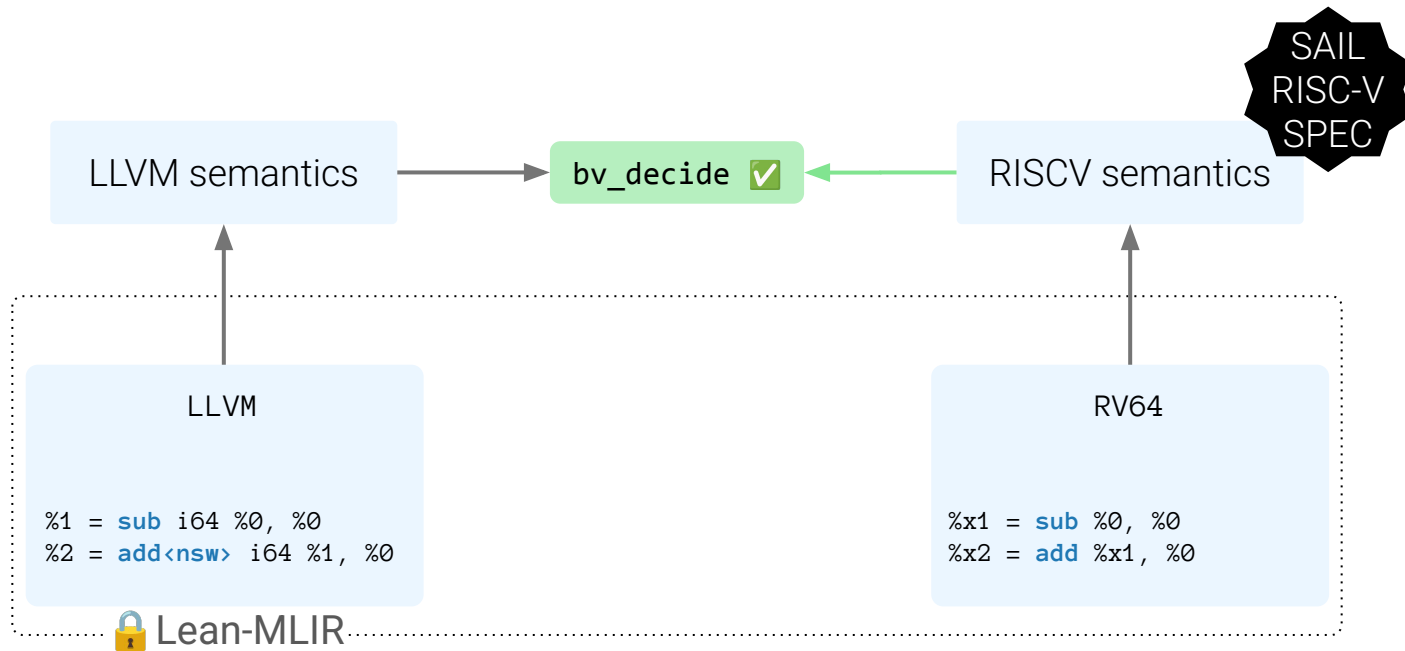 SAIL
RISC-V
SPEC
LLVM semantics
bv_decide ✅
RISCV semantics
LLVM
%1 = sub i64 %0, %0
%2 = add<nsw> i64 %1, %0
RV64
%x1 = sub %0, %0
%x2 = add %x1, %0
🔒Lean-MLIR